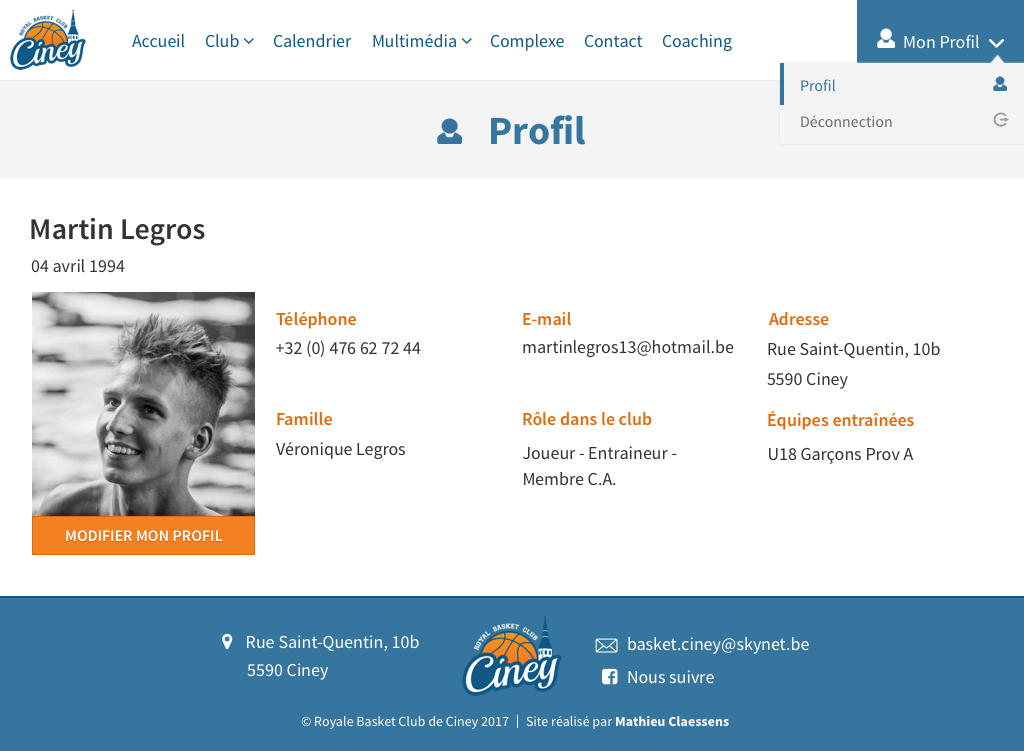 ROYAL BASKET CLUB
Ciney
Accueil Club Calendrier Multimédia Complexe Contact Coaching
Mon Profil
Profil
Déconnection
Profil
Martin Legros
04 avril 1994
Téléphone
+32 (0) 476 62 72 44
E-mail
martinlegros13@hotmail.be
Adresse
Rue Saint-Quentin, 10b
5590 Ciney
Famille
Véronique Legros
Rôle dans le club
Joueur - Entraineur -
Membre C.A.
Équipes entraînées
U18 Garçons Prov A
MODIFIER MON PROFIL
Rue Saint-Quentin, 10b
5590 Ciney
ROYAL BASKET CLUB
Ciney
basket.ciney@skynet.be
Nous suivre
© Royale Basket Club de Ciney 2017 | Site réalisé par Mathieu Claessens